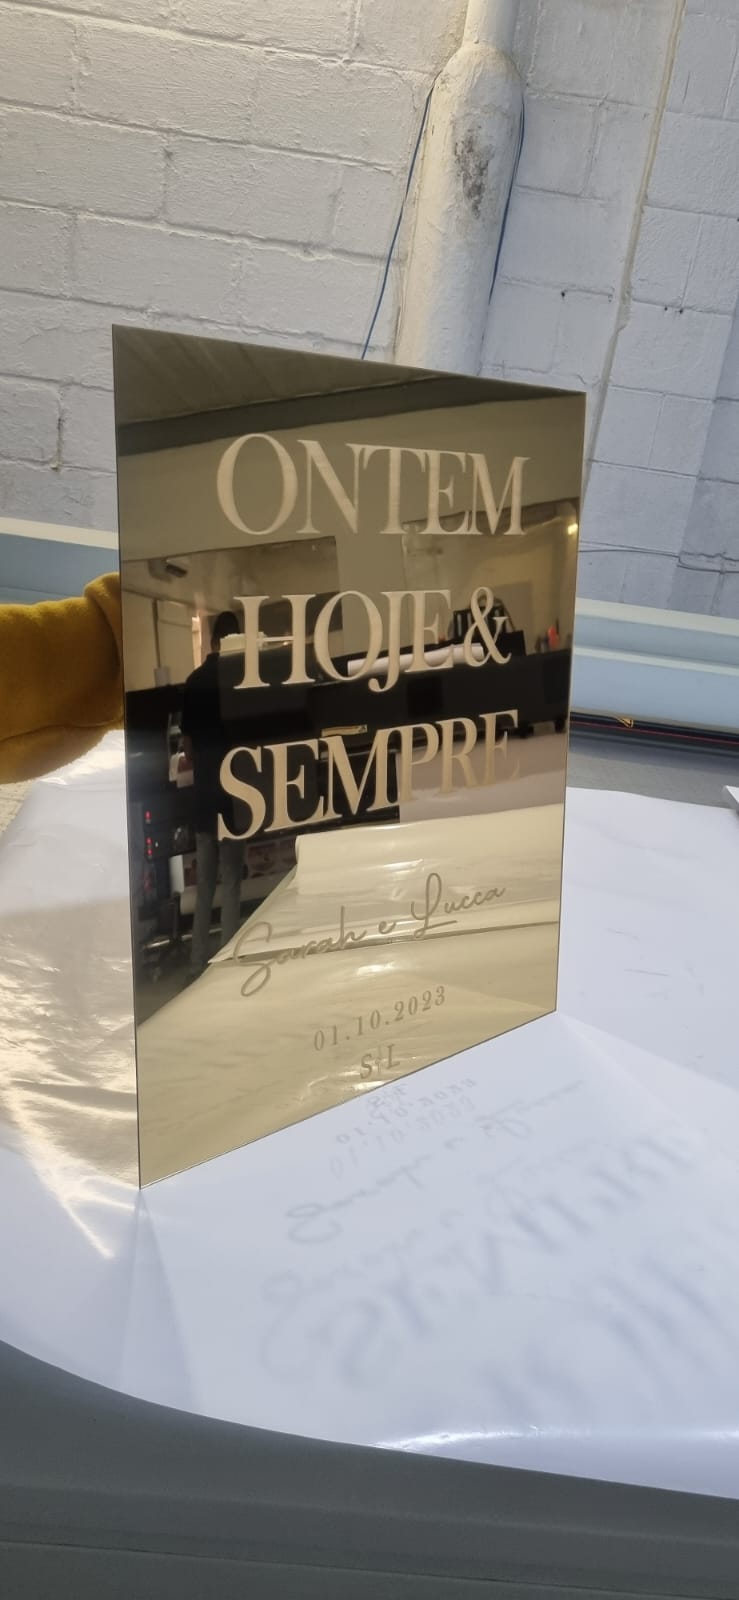 ONTEM
HOJE &
SEMPRE
Sarah e Lucca
01.10.2023
S+L